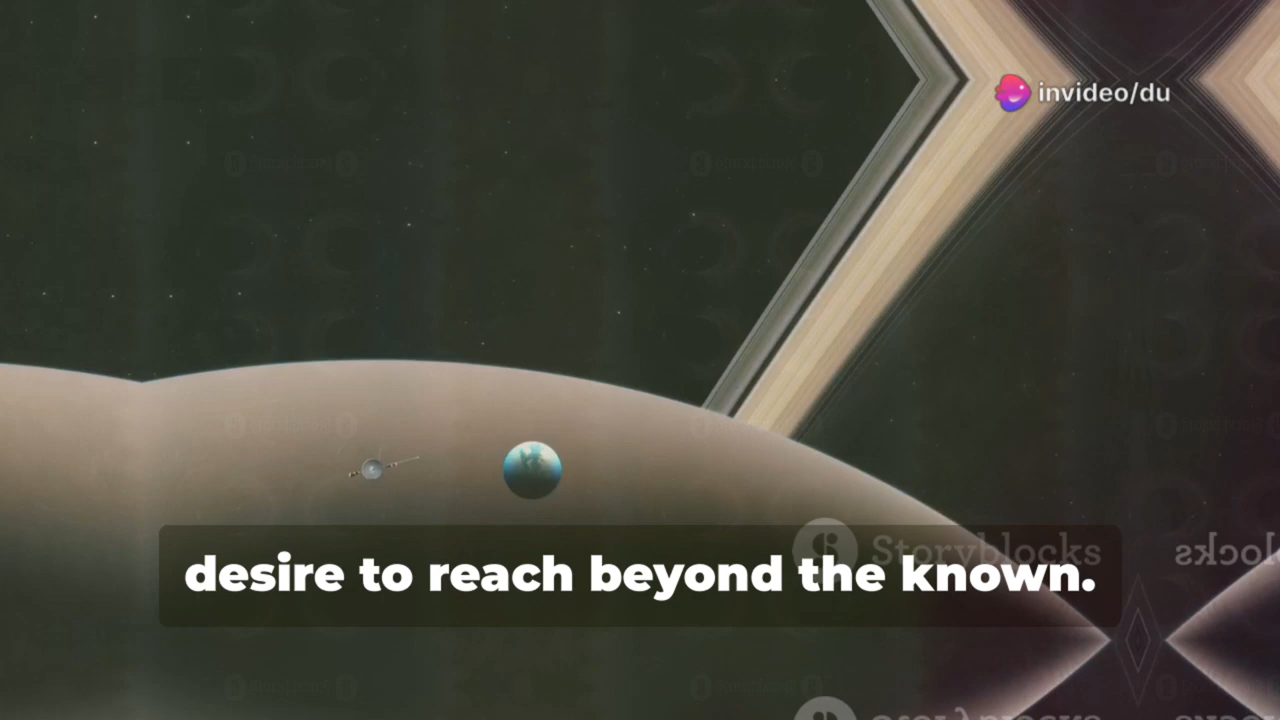 invideo/du
desire to reach beyond the known.
Storyblocks